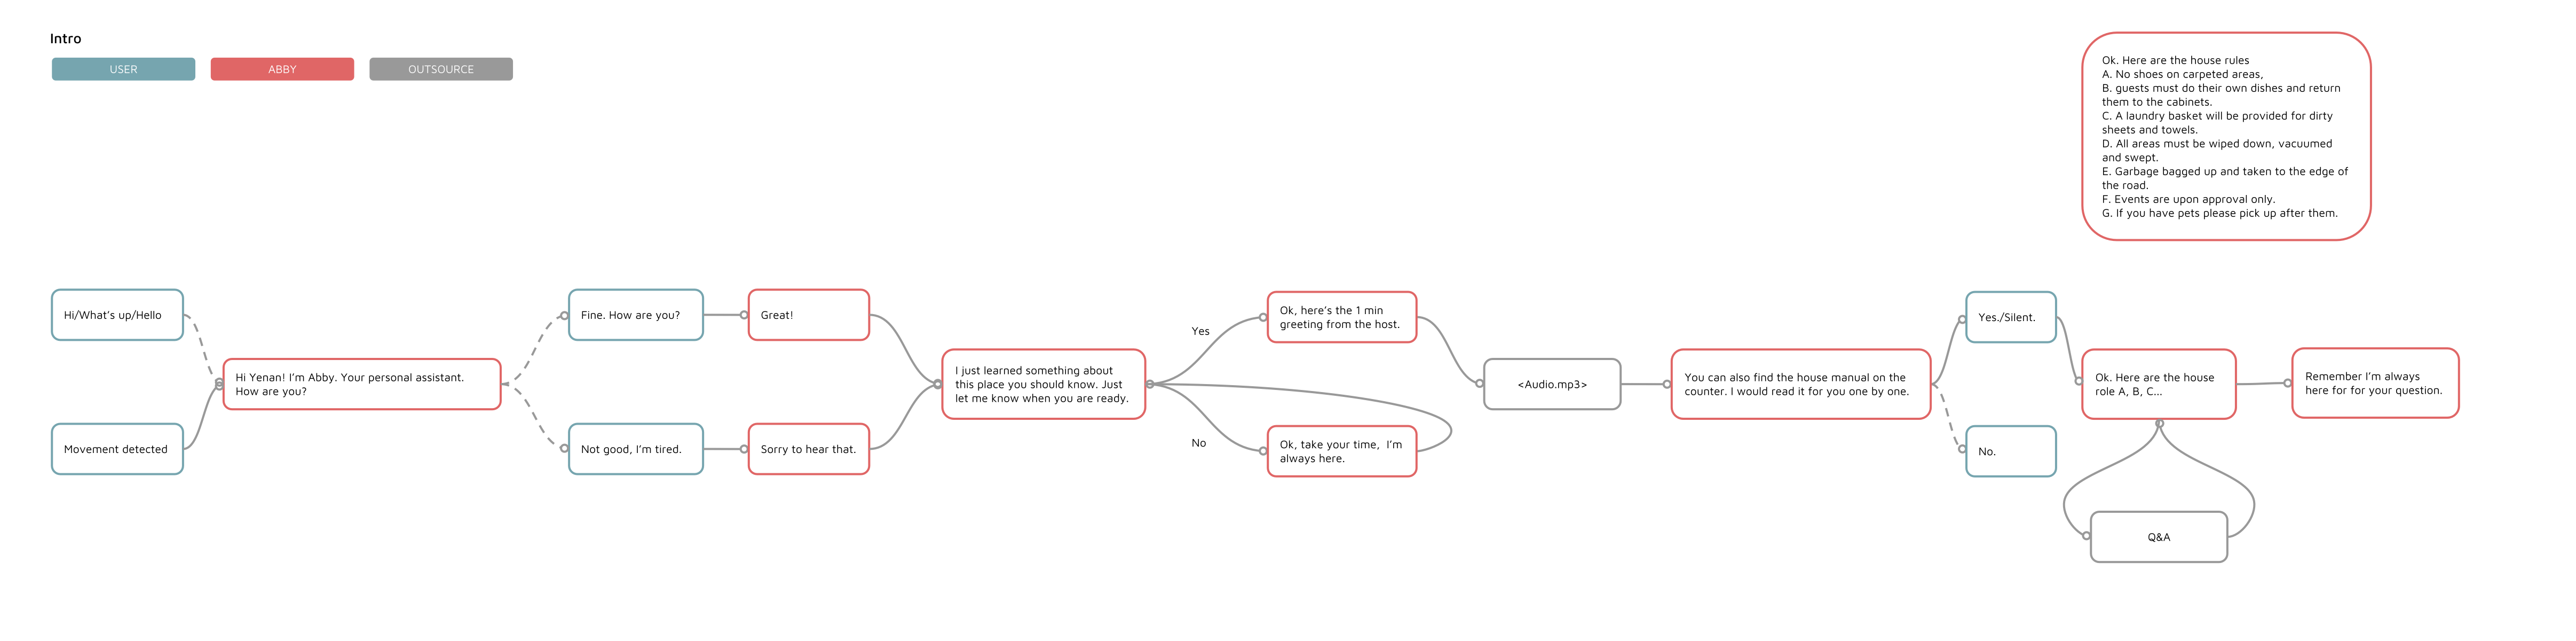 Intro
USER
ABBY
OUTSOURCE
Ok. Here are the house rules
A. No shoes on carpeted areas,
B. guests must do their own dishes and return
them to the cabinets.
C. A laundry basket will be provided for dirty
sheets and towels.
D. All areas must be wiped down, vacuumed
and swept.
E. Garbage bagged up and taken to the edge of
the road.
F. Events are upon approval only.
G. If you have pets please pick up after them.
Hi/What's up/Hello
Movement detected
Hi Yenan! I'm Abby. Your personal assistant.
How are you?
Fine. How are you?
Great!
Not good, I'm tired.
Sorry to hear that.
I just learned something about
this place you should know. Just
let me know when you are ready.
Yes
Ok, here's the 1 min
greeting from the host.
No
Ok, take your time,  I'm
always here.
<Audio.mp3>
You can also find the house manual on the
counter. I would read it for you one by one.
Yes./Silent.
No.
Ok. Here are the house
role A, B, C...
Q&A
Remember I'm always
here for for your question.